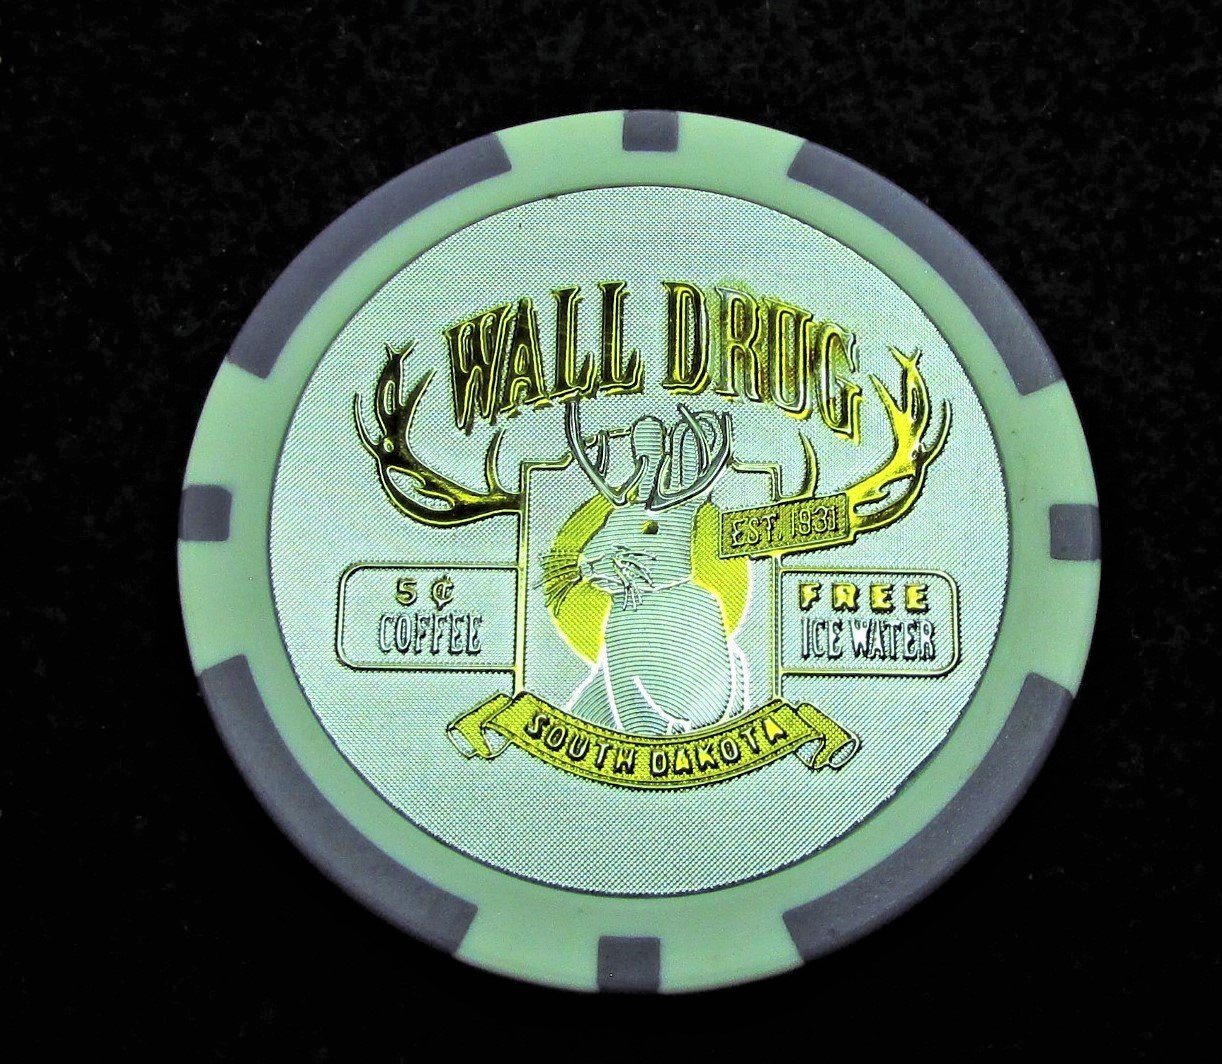 WALL DRUG
EST. 1931
5¢
COFFEE
FREE
ICE WATER
SOUTH DAKOTA